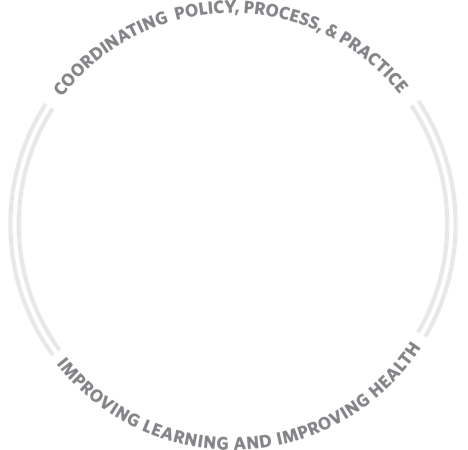 COORDINATING POLICY, PROCESS, & PRACTICE
IMPROVING LEARNING AND IMPROVING HEALTH